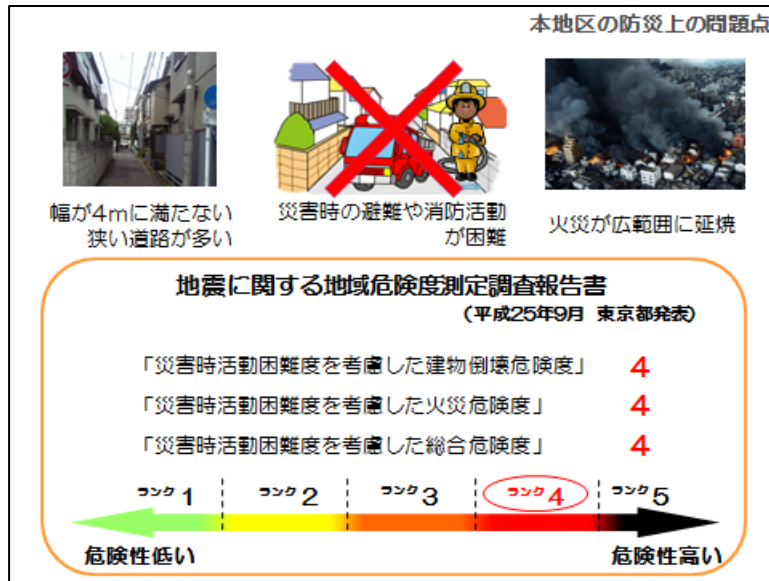 本地区の防災上の問題点
幅が4mに満たない
狭い道路が多い
災害時の避難や消防活動
が困難
火災が広範囲に延焼
地震に関する地域危険度測定調査報告書
(平成25年9月 東京都発表)
「災害時活動困難度を考慮した建物倒壊危険度」 4
「災害時活動困難度を考慮した火災危険度」 4
「災害時活動困難度を考慮した総合危険度」 4
ランク1 ランク2 ランク3 ランク4 ランク5
危険性低い 危険性高い